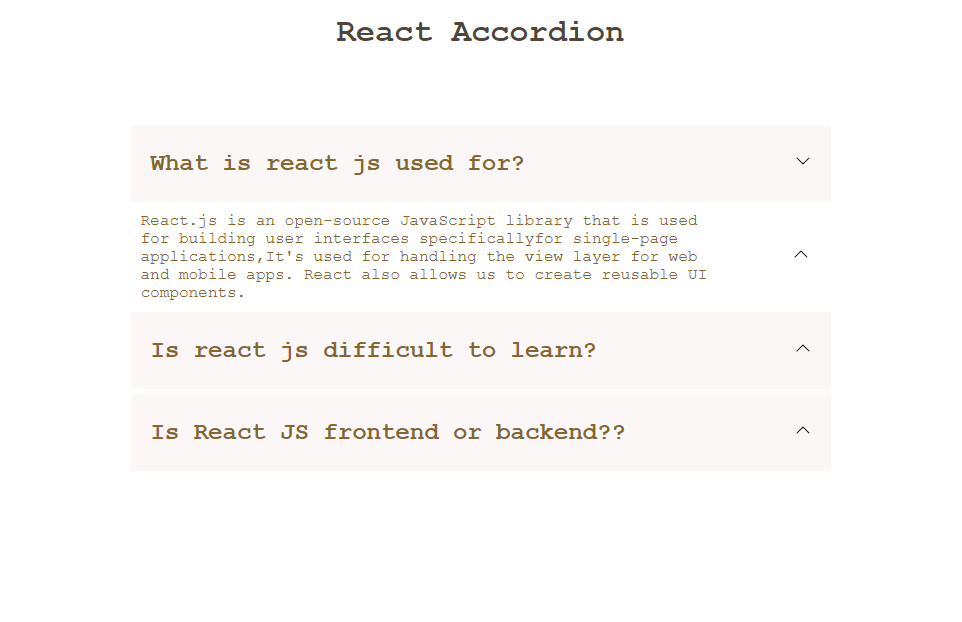 React Accordion
What is react js used for?
React.js is an open-source JavaScript library that is used
for building user interfaces specificallyfor single-page
applications,It's used for handling the view layer for web
and mobile apps. React also allows us to create reusable UI
components.
Is react js difficult to learn?
Is React JS frontend or backend??